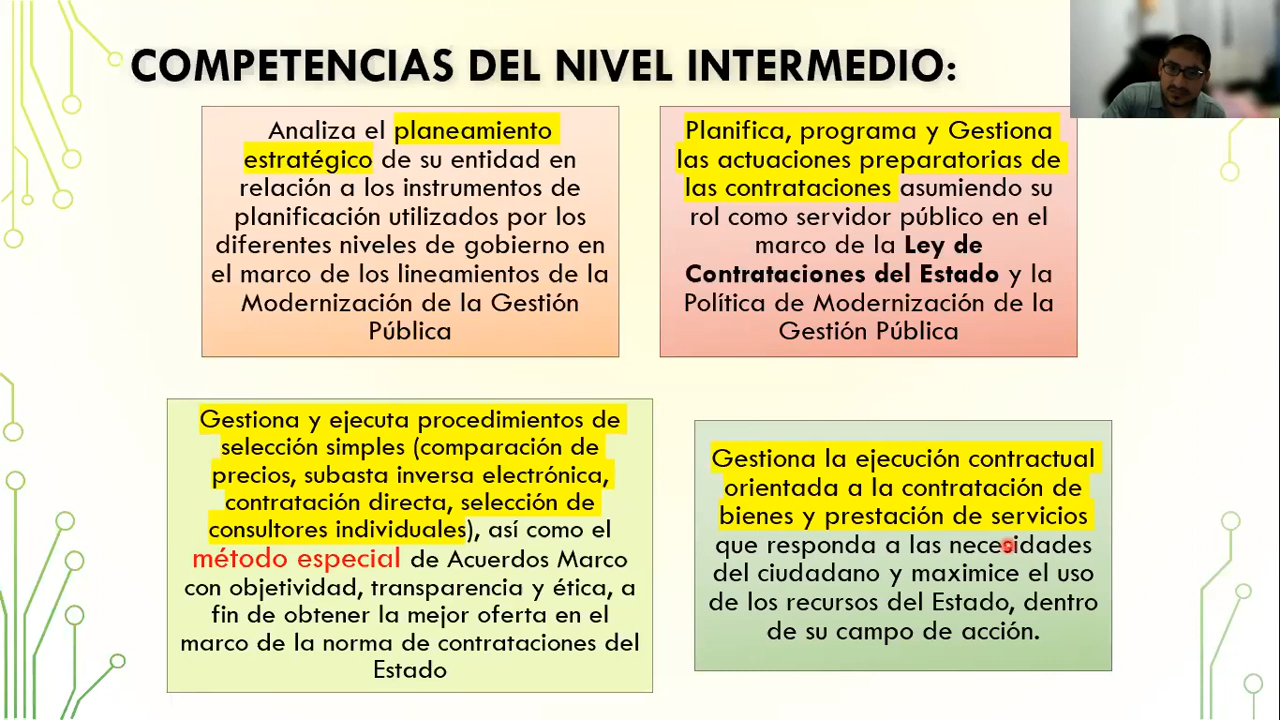 COMPETENCIAS DEL NIVEL INTERMEDIO:
Analiza el planeamiento
estratégico de su entidad en
relación a los instrumentos de
planificación utilizados por los
diferentes niveles de gobierno en
el marco de los lineamientos de la
Modernización de la Gestión
Pública
Planifica, programa y Gestiona
las actuaciones preparatorias de
las contrataciones asumiendo su
rol como servidor público en el
marco de la Ley de
Contrataciones del Estado y la
Política de Modernización de la
Gestión Pública
Gestiona y ejecuta procedimientos de
selección simples (comparación de
precios, subasta inversa electrónica,
contratación directa, selección de
consultores individuales), así como el
método especial de Acuerdos Marco
con objetividad, transparencia y ética, a
fin de obtener la mejor oferta en el
marco de la norma de contrataciones del
Estado
Gestiona la ejecución contractual
orientada a la contratación de
bienes y prestación de servicios
que responda a las necesidades
del ciudadano y maximice el uso
de los recursos del Estado, dentro
de su campo de acción.